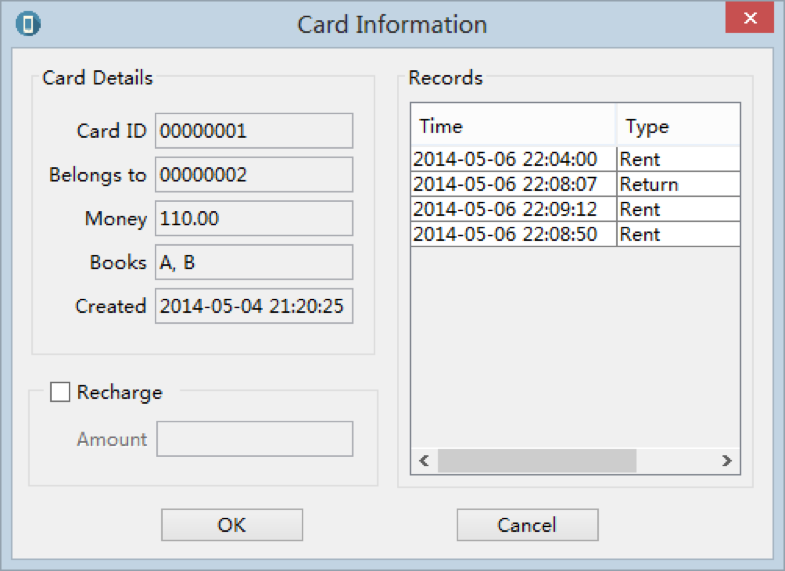 Card Information
Card Details
Card ID 00000001
Belongs to 00000002
Money 110.00
Books A, B
Created 2014-05-04 21:20:25
Recharge
Amount
Records
Time Type
2014-05-06 22:04:00 Rent
2014-05-06 22:08:07 Return
2014-05-06 22:09:12 Rent
2014-05-06 22:08:50 Rent
OK Cancel